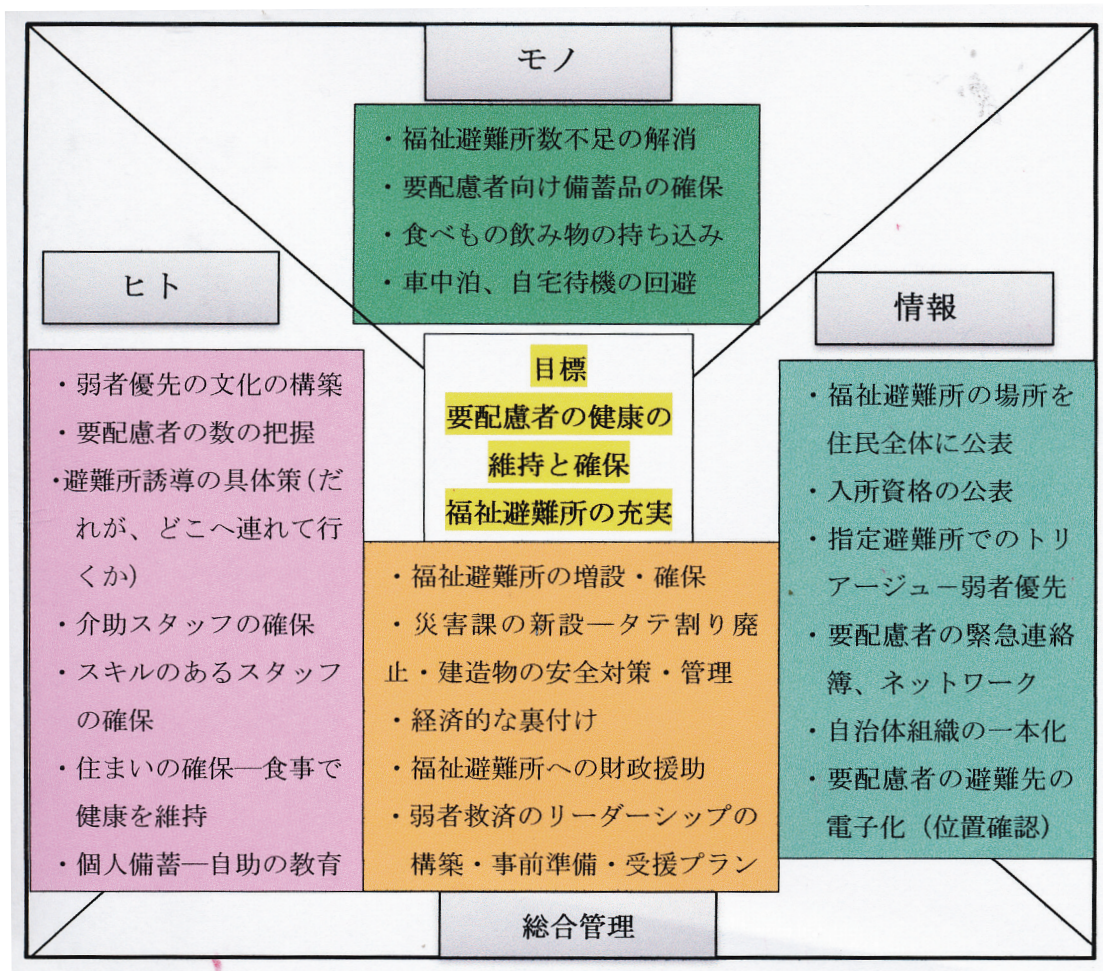 モノ
・福祉避難所数不足の解消
・要配慮者向け備蓄品の確保
・食べもの飲み物の持ち込み
・車中泊、自宅待機の回避
ヒト
・弱者優先の文化の構築
・要配慮者の数の把握
・避難所誘導の具体策(だ
れが、どこへ連れて行
くか)
・介助スタッフの確保
・スキルのあるスタッフ
の確保
・住まいの確保―食事で
健康を維持
・個人備蓄―自助の教育
目標
要配慮者の健康の
維持と確保
福祉避難所の充実
情報
・福祉避難所の場所を
住民全体に公表
・入所資格の公表
・指定避難所でのトリ
アージュ－弱者優先
・要配慮者の緊急連絡
簿、ネットワーク
・自治体組織の一本化
・要配慮者の避難先の
電子化（位置確認）
・福祉避難所の増設・確保
・災害課の新設―タテ割り廃
止・建造物の安全対策・管理
・経済的な裏付け
・福祉避難所への財政援助
・弱者救済のリーダーシップの
構築・事前準備・受援プラン
総合管理